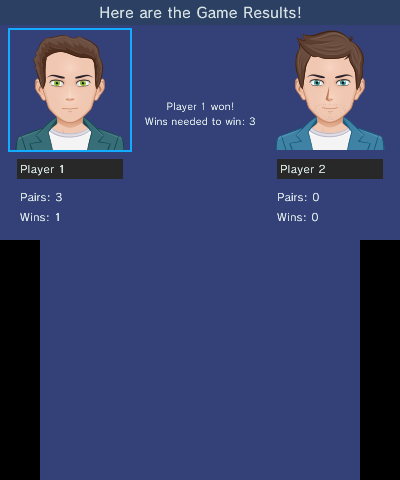 Here are the Game Results!
Player 1 won!
Wins needed to win: 3
Player 1
Pairs: 3
Wins: 1
Player 2
Pairs: 0
Wins: 0